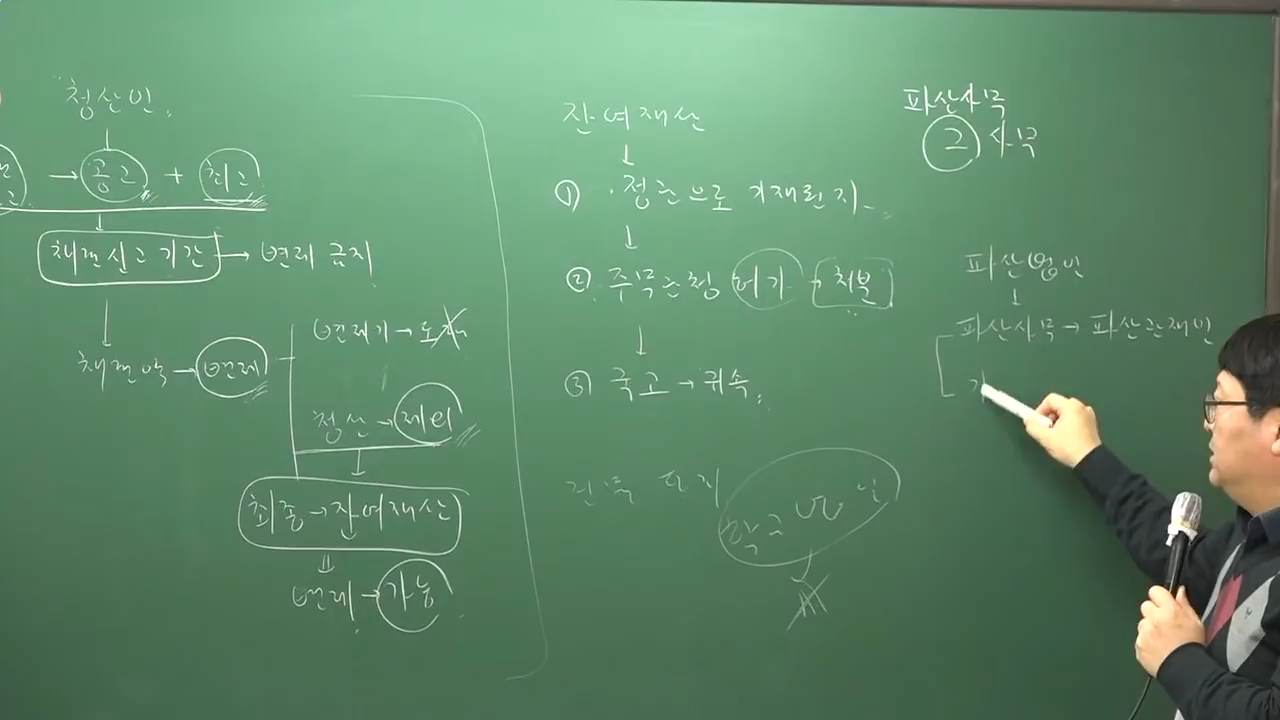 청산인.
→ 공고 + 최고
채권신고기간 → 변제 금지
변제기 → 도래
채권액 → 변제
청산 → 제외
최종 → 잔여재산
변제 → 가능
잔여재산
↓
① 정관으로 지정된 자
↓
② 주무관청 허가 → 처분
↓
③ 국고 → 귀속.
파산사무
그 사무
파산법인
↓
파산사무 → 파산관재인